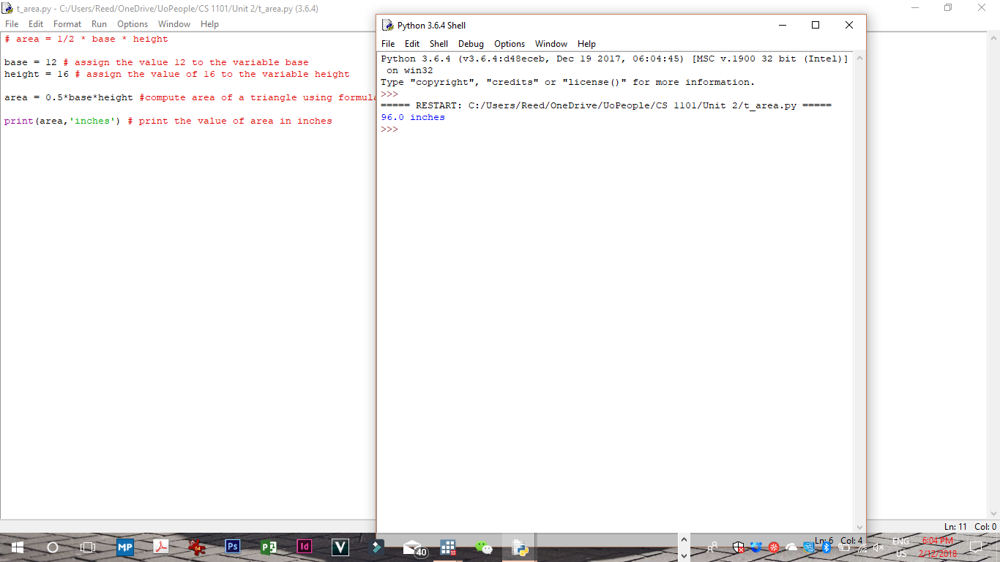 t_area.py - C:/Users/Reed/OneDrive/UoPeople/CS 1101/Unit 2/t_area.py (3.6.4)
File Edit Format Run Options Window Help
# area = 1/2 * base * height
base = 12 # assign the value 12 to the variable base
height = 16 # assign the value of 16 to the variable height
area = 0.5*base*height #compute area of a triangle using formula
print(area,'inches') # print the value of area in inches
Ln: 11 Col: 0
Python 3.6.4 Shell
File Edit Shell Debug Options Window Help
Python 3.6.4 (v3.6.4:d48eceb, Dec 19 2017, 06:04:45) [MSC v.1900 32 bit (Intel)]
on win32
Type "copyright", "credits" or "license()" for more information.
>>>
===== RESTART: C:/Users/Reed/OneDrive/UoPeople/CS 1101/Unit 2/t_area.py =====
96.0 inches
>>>
Ln: 6 Col: 4
MP
64
Ps
P
Id
V
40
15
ENG
US
6:04 PM
2/12/2018